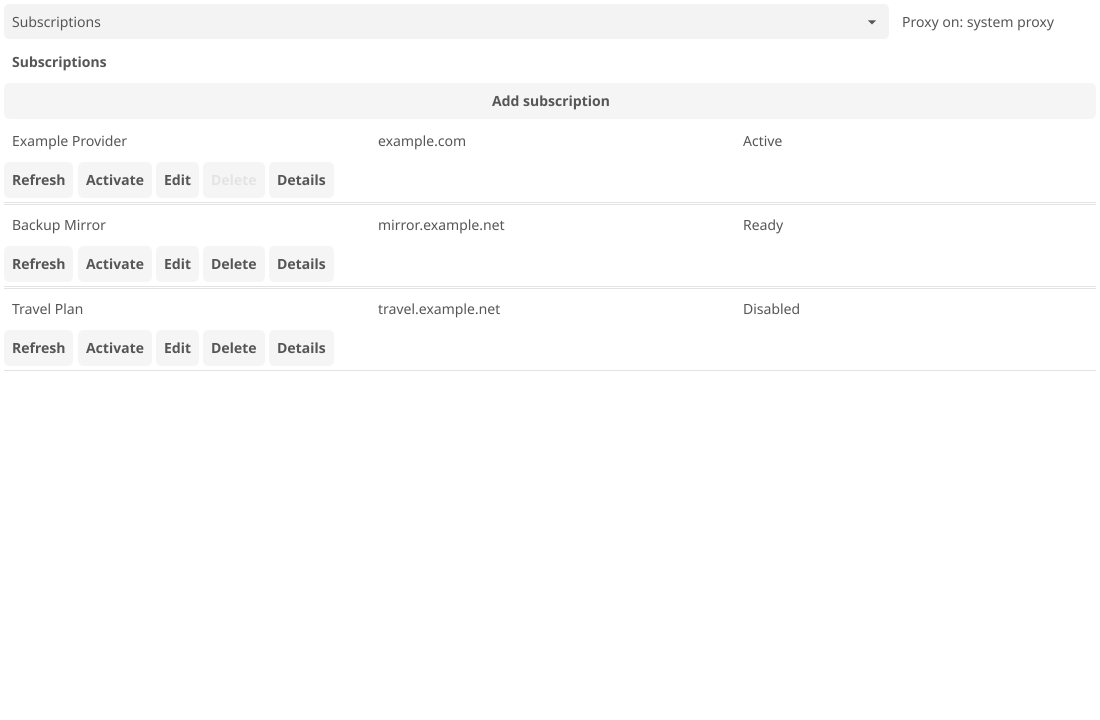 Subscriptions Proxy on: system proxy
Subscriptions
Add subscription
Example Provider example.com Active
Refresh Activate Edit Delete Details
Backup Mirror mirror.example.net Ready
Refresh Activate Edit Delete Details
Travel Plan travel.example.net Disabled
Refresh Activate Edit Delete Details